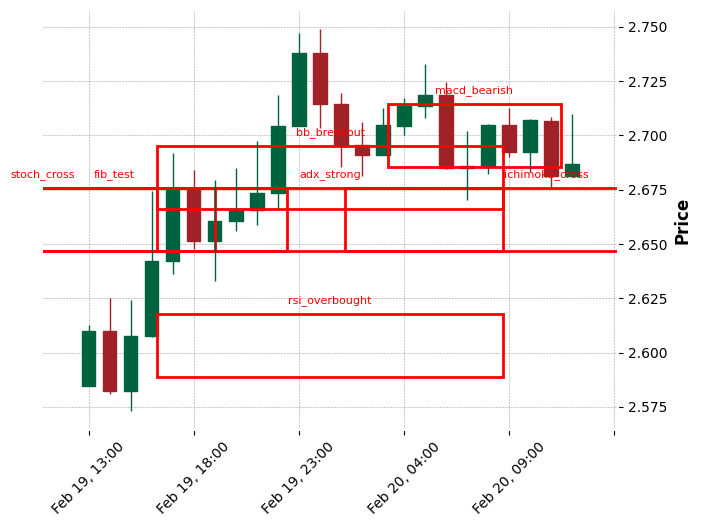 2.750
2.725
macd_bearish
2.700
bb_breakout
stoch_cross
fib_test
adx_strong
ichimoku_cross
2.675
2.650
rsi_overbought
2.625
2.600
2.575
Price
Feb 19, 13:00
Feb 19, 18:00
Feb 19, 23:00
Feb 20, 04:00
Feb 20, 09:00